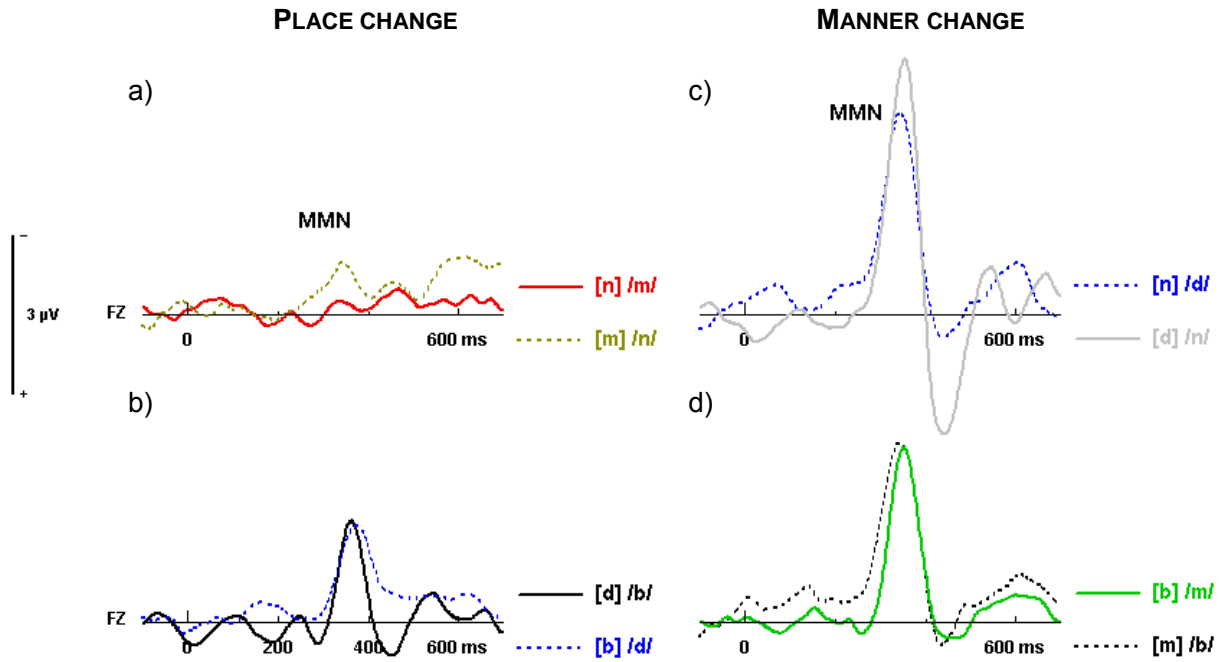 PLACE CHANGE
MANNER CHANGE
a)
MMN
−
3 µV
+
FZ
0
600 ms
[n] /m/
[m] /n/
c)
MMN
0
600 ms
[n] /d/
[d] /n/
b)
FZ
0
200
400
600 ms
[d] /b/
[b] /d/
d)
0
600 ms
[b] /m/
[m] /b/